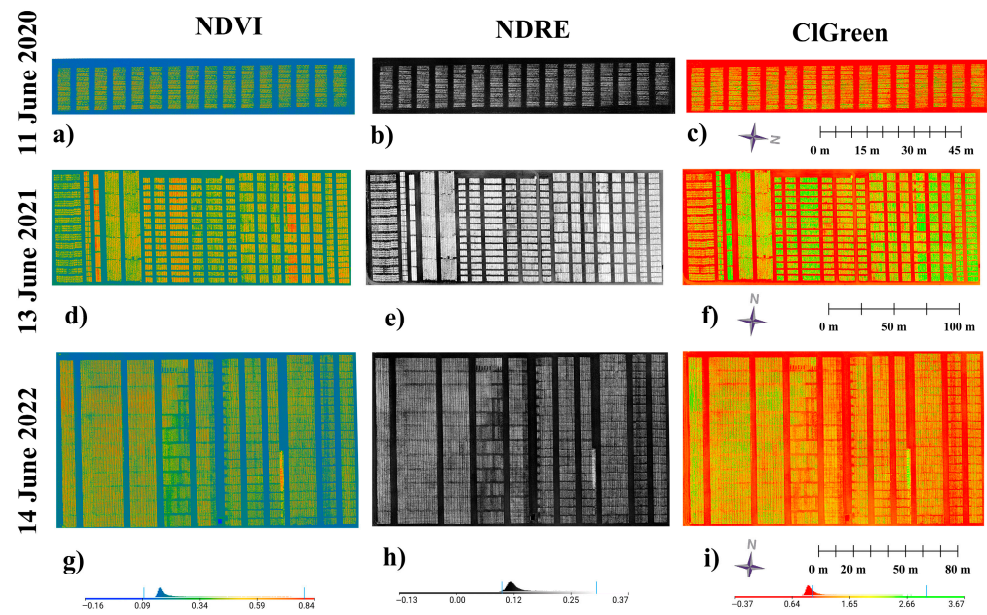 NDVI NDRE ClGreen
11 June 2020
a) b) c) N 0 m 15 m 30 m 45 m
13 June 2021
d) e) f) N 0 m 50 m 100 m
14 June 2022
g) h) i) N 0 m 20 m 50 m 80 m
−0.16 0.09 0.34 0.59 0.84
−0.13 0.00 0.12 0.25 0.37
−0.37 0.64 1.65 2.66 3.67